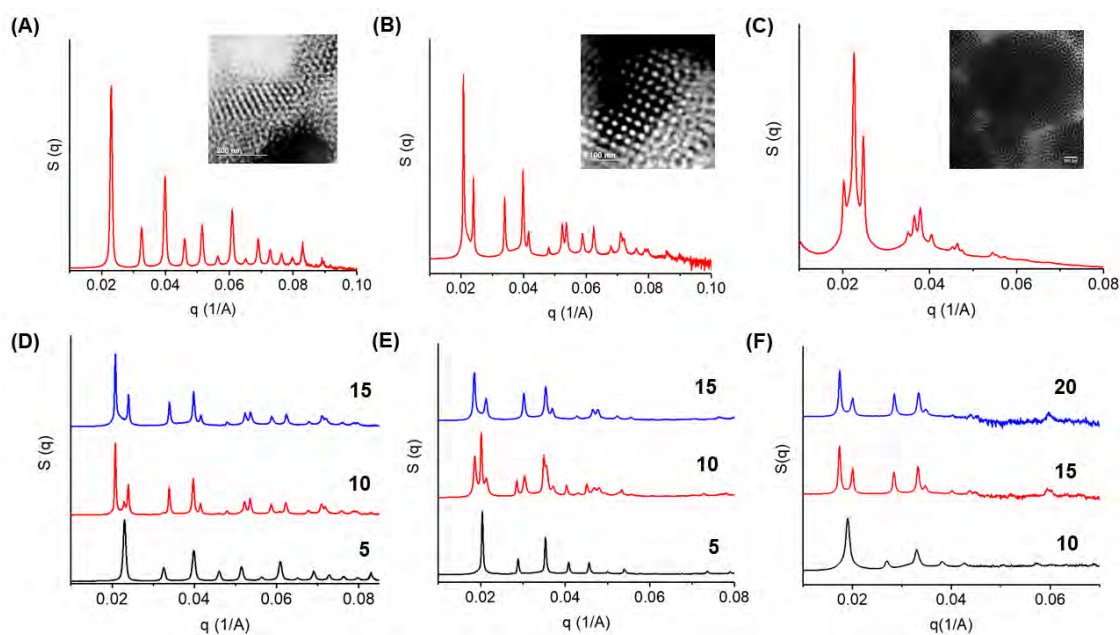 (A)
S (q)
200 nm
0.02 0.04 0.06 0.08 0.10
q (1/A)
(B)
S (q)
100 nm
0.02 0.04 0.06 0.08 0.10
q (1/A)
(C)
S (q)
0.02 0.04 0.06 0.08
q (1/A)
(D)
S (q)
15
10
5
0.02 0.04 0.06 0.08
q (1/A)
(E)
S (q)
15
10
5
0.02 0.04 0.06 0.08
q (1/A)
(F)
S(q)
20
15
10
0.02 0.04 0.06
q(1/A)